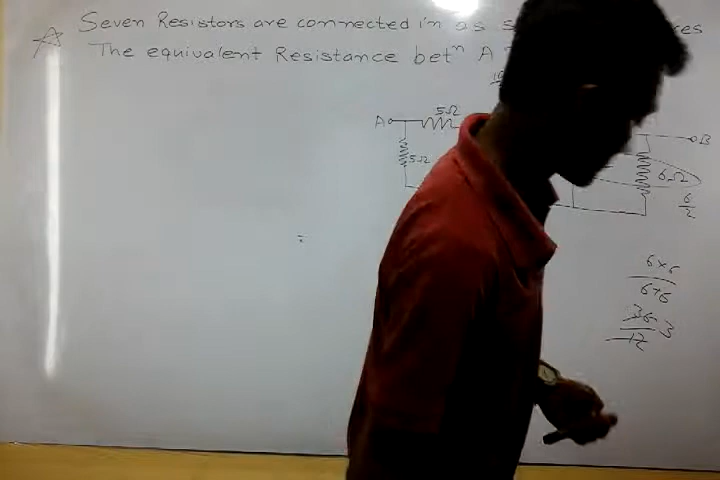 Seven Resistors are connected in as
The equivalent Resistance betⁿ A
5Ω
A B
5Ω
6Ω
6/2
6×6
6+6
36 3
12